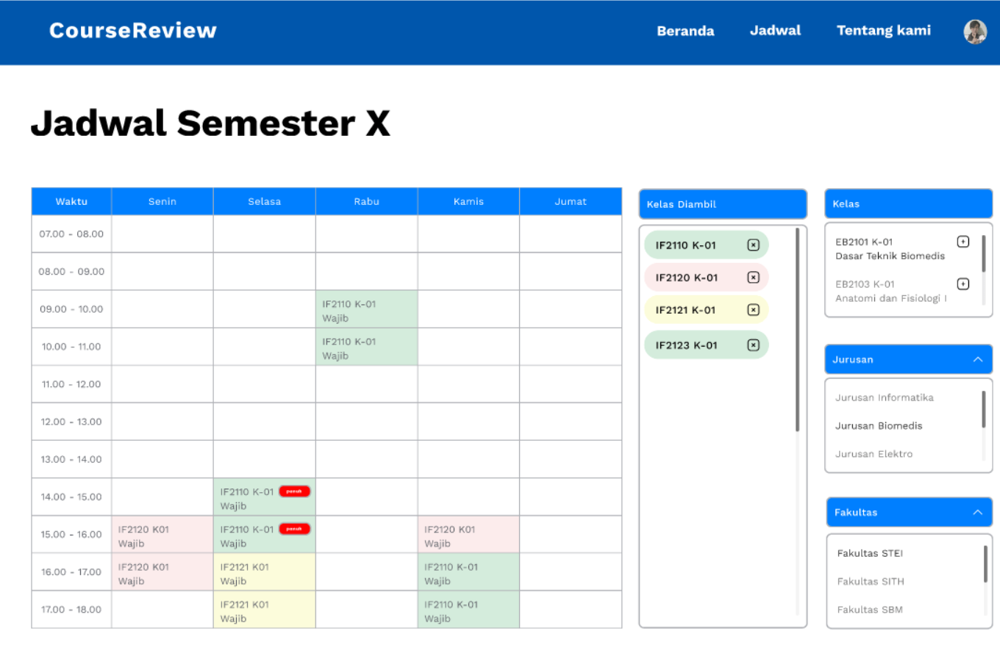 CourseReview
Beranda
Jadwal
Tentang kami
Jadwal Semester X
Waktu Senin Selasa Rabu Kamis Jumat
07.00 - 08.00
08.00 - 09.00
09.00 - 10.00
IF2110 K-01
Wajib
10.00 - 11.00
IF2110 K-01
Wajib
11.00 - 12.00
12.00 - 13.00
13.00 - 14.00
14.00 - 15.00
IF2110 K-01 penuh
Wajib
15.00 - 16.00
IF2120 K01
Wajib
IF2110 K-01 penuh
Wajib
IF2120 K01
Wajib
16.00 - 17.00
IF2120 K01
Wajib
IF2121 K01
Wajib
IF2110 K-01
Wajib
17.00 - 18.00
IF2121 K01
Wajib
IF2110 K-01
Wajib
Kelas Diambil
IF2110 K-01
IF2120 K-01
IF2121 K-01
IF2123 K-01
Kelas
EB2101 K-01
Dasar Teknik Biomedis
EB2103 K-01
Anatomi dan Fisiologi I
Jurusan
Jurusan Informatika
Jurusan Biomedis
Jurusan Elektro
Fakultas
Fakultas STEI
Fakultas SITH
Fakultas SBM